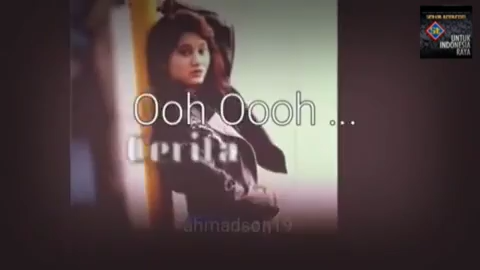 UNTUK
INDONESIA
RAYA
Ooh Oooh ...
Cerita
ahmadson19